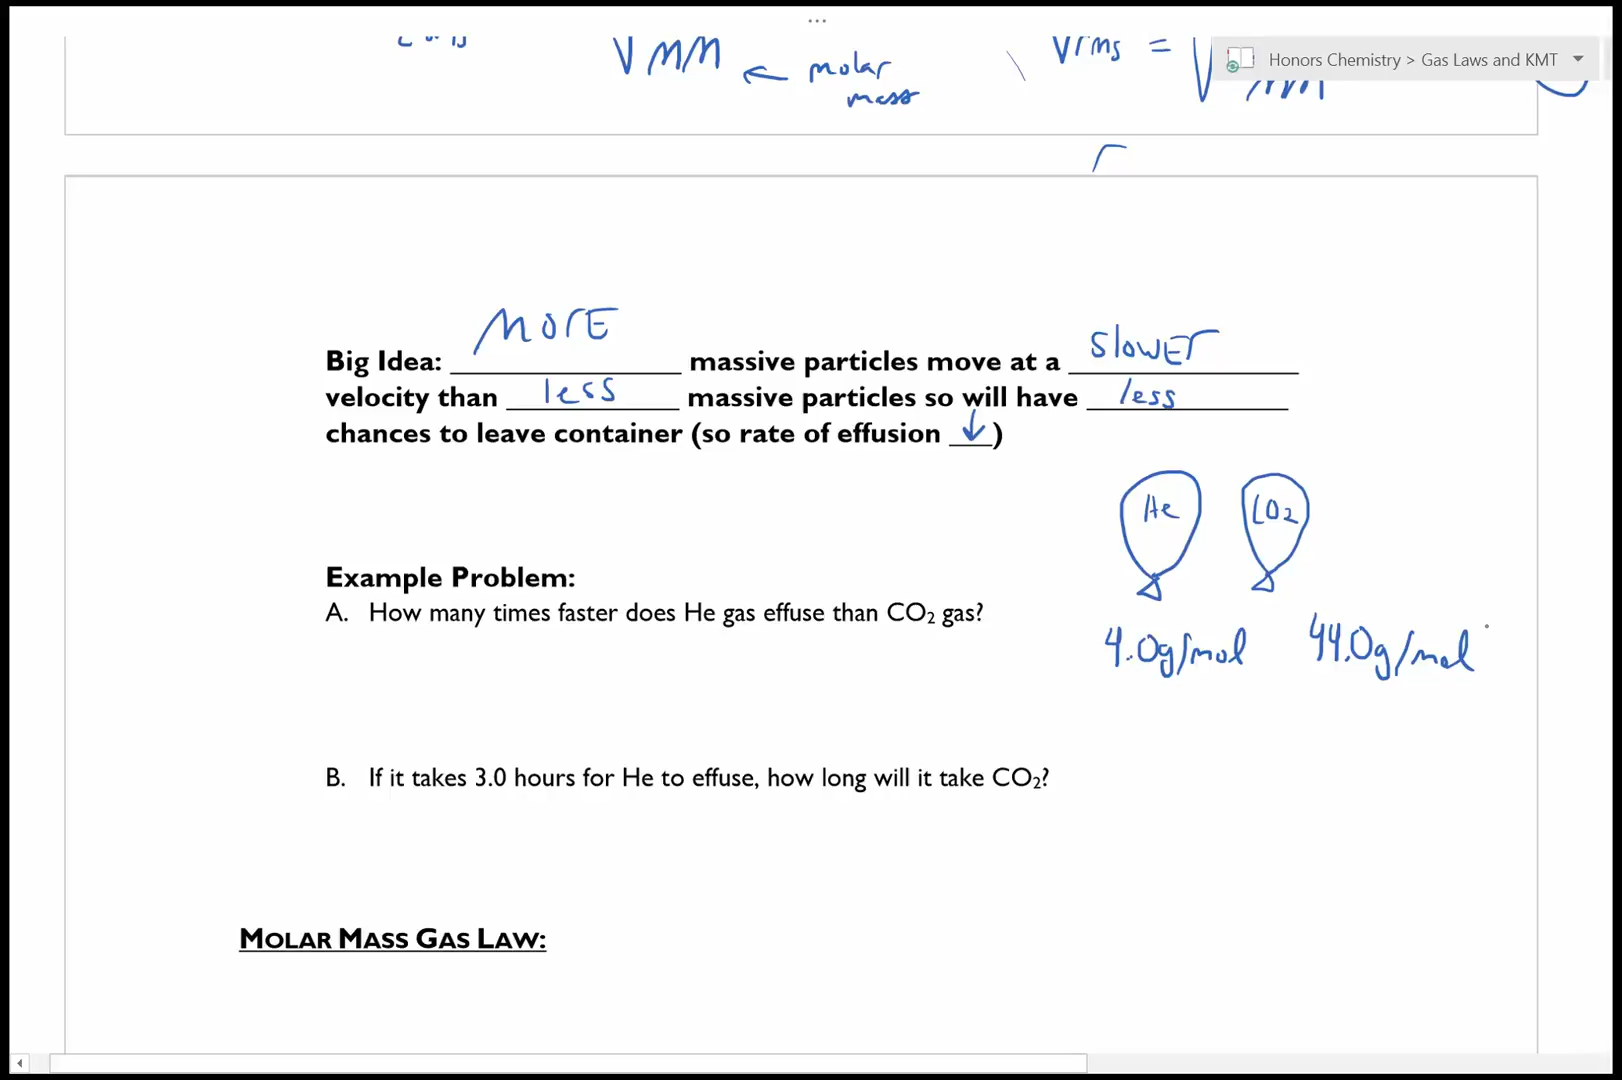 ...
√MM ← molar
mass
Vrms =
MM
Honors Chemistry > Gas Laws and KMT
MORE
Big Idea: ____ massive particles move at a slower
velocity than less massive particles so will have less
chances to leave container (so rate of effusion ↓)
He CO2
Example Problem:
A. How many times faster does He gas effuse than CO₂ gas?
4.0g/mol 44.0g/mol
B. If it takes 3.0 hours for He to effuse, how long will it take CO₂?
MOLAR MASS GAS LAW: